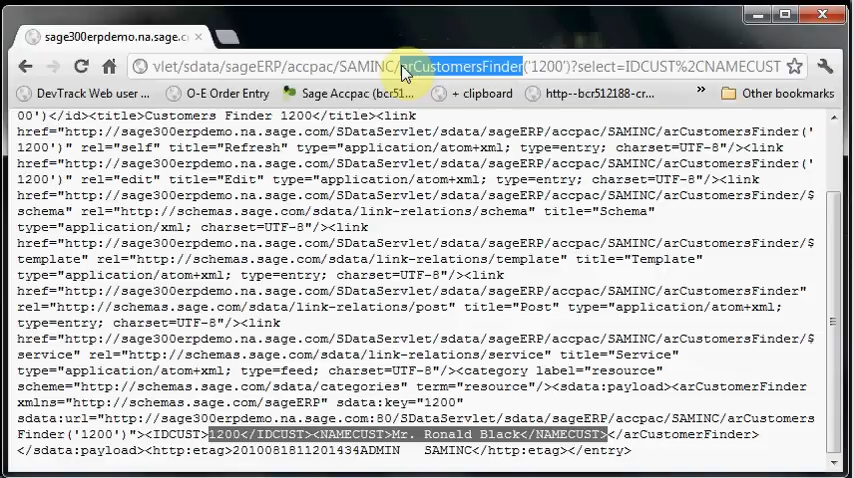 sage300erpdemo.na.sage.c
vlet/sdata/sageERP/accpac/SAMINC/arCustomersFinder('1200')?select=IDCUST%2CNAMECUST
DevTrack Web user ... O-E Order Entry Sage Accpac (bcr51... + clipboard http--bcr512188-cr... » Other bookmarks
00')</id><title>Customers Finder 1200</title><link
href="http://sage300erpdemo.na.sage.com/SDataServlet/sdata/sageERP/accpac/SAMINC/arCustomersFinder('
1200')" rel="self" title="Refresh" type="application/atom+xml; type=entry; charset=UTF-8"/><link
href="http://sage300erpdemo.na.sage.com/SDataServlet/sdata/sageERP/accpac/SAMINC/arCustomersFinder('
1200')" rel="edit" title="Edit" type="application/atom+xml; type=entry; charset=UTF-8"/><link
href="http://sage300erpdemo.na.sage.com/SDataServlet/sdata/sageERP/accpac/SAMINC/arCustomersFinder/$
schema" rel="http://schemas.sage.com/sdata/link-relations/schema" title="Schema"
type="application/xml; charset=UTF-8"/><link
href="http://sage300erpdemo.na.sage.com/SDataServlet/sdata/sageERP/accpac/SAMINC/arCustomersFinder/$
template" rel="http://schemas.sage.com/sdata/link-relations/template" title="Template"
type="application/atom+xml; type=entry; charset=UTF-8"/><link
href="http://sage300erpdemo.na.sage.com/SDataServlet/sdata/sageERP/accpac/SAMINC/arCustomersFinder"
rel="http://schemas.sage.com/sdata/link-relations/post" title="Post" type="application/atom+xml;
type=entry; charset=UTF-8"/><link
href="http://sage300erpdemo.na.sage.com/SDataServlet/sdata/sageERP/accpac/SAMINC/arCustomersFinder/$
service" rel="http://schemas.sage.com/sdata/link-relations/service" title="Service"
type="application/atom+xml; type=feed; charset=UTF-8"/><category label="resource"
scheme="http://schemas.sage.com/sdata/categories" term="resource"/><sdata:payload><arCustomerFinder
xmlns="http://schemas.sage.com/sageERP" sdata:key="1200"
sdata:url="http://sage300erpdemo.na.sage.com:80/SDataServlet/sdata/sageERP/accpac/SAMINC/arCustomers
Finder('1200')"><IDCUST>1200</IDCUST><NAMECUST>Mr. Ronald Black</NAMECUST></arCustomerFinder>
</sdata:payload><http:etag>2010081811201434ADMIN SAMINC</http:etag></entry>